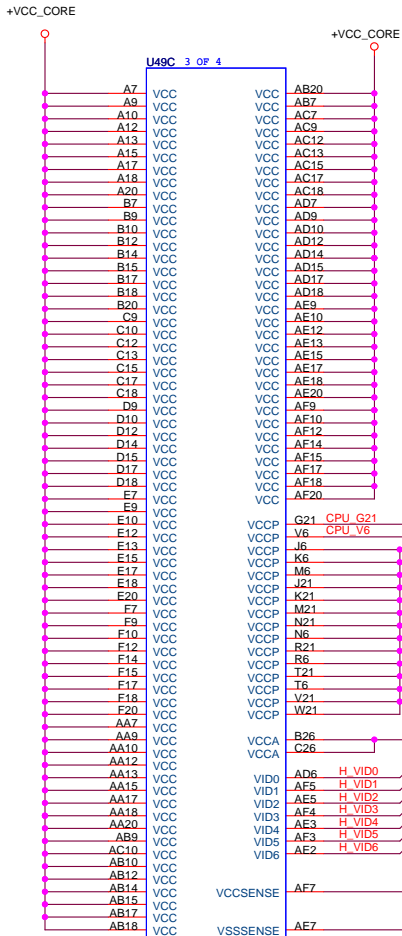 +VCC_CORE
+VCC_CORE
U49C 3 OF 4
A7 VCC
A9 VCC
A10 VCC
A12 VCC
A13 VCC
A15 VCC
A17 VCC
A18 VCC
A20 VCC
B7 VCC
B9 VCC
B10 VCC
B12 VCC
B14 VCC
B15 VCC
B17 VCC
B18 VCC
B20 VCC
C9 VCC
C10 VCC
C12 VCC
C13 VCC
C15 VCC
C17 VCC
C18 VCC
D9 VCC
D10 VCC
D12 VCC
D14 VCC
D15 VCC
D17 VCC
D18 VCC
E7 VCC
E9 VCC
E10 VCC
E12 VCC
E13 VCC
E15 VCC
E17 VCC
E18 VCC
E20 VCC
F7 VCC
F9 VCC
F10 VCC
F12 VCC
F14 VCC
F15 VCC
F17 VCC
F18 VCC
F20 VCC
AA7 VCC
AA9 VCC
AA10 VCC
AA12 VCC
AA13 VCC
AA15 VCC
AA17 VCC
AA18 VCC
AA20 VCC
AB9 VCC
AC10 VCC
AB10 VCC
AB12 VCC
AB14 VCC
AB15 VCC
AB17 VCC
AB18 VCC
VCC AB20
VCC AB7
VCC AC7
VCC AC9
VCC AC12
VCC AC13
VCC AC15
VCC AC17
VCC AC18
VCC AD7
VCC AD9
VCC AD10
VCC AD12
VCC AD14
VCC AD15
VCC AD17
VCC AD18
VCC AE9
VCC AE10
VCC AE12
VCC AE13
VCC AE15
VCC AE17
VCC AE18
VCC AE20
VCC AF9
VCC AF10
VCC AF12
VCC AF14
VCC AF15
VCC AF17
VCC AF18
VCC AF20
VCCP G21 CPU_G21
VCCP V6 CPU_V6
VCCP J6
VCCP K6
VCCP M6
VCCP J21
VCCP K21
VCCP M21
VCCP N21
VCCP N6
VCCP R21
VCCP R6
VCCP T21
VCCP T6
VCCP V21
VCCP W21
VCCA B26
VCCA C26
VID0 AD6 H_VID0
VID1 AF5 H_VID1
VID2 AE5 H_VID2
VID3 AF4 H_VID3
VID4 AE3 H_VID4
VID5 AF3 H_VID5
VID6 AE2 H_VID6
VCCSENSE AF7
VSSSENSE AE7